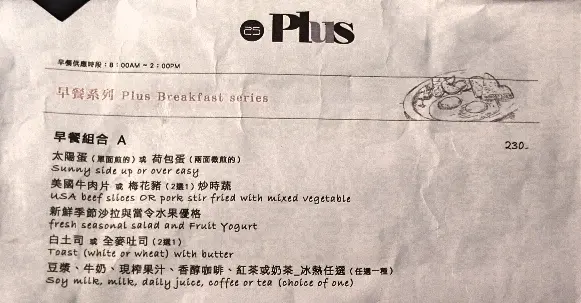 25 Plus
早餐供應時段：8：00AM ~ 2：00PM
早餐系列 Plus Breakfast series
早餐組合 A 230.-
太陽蛋 (單面煎的) 或 荷包蛋 (兩面微煎的)
Sunny side up or over easy
美國牛肉片 或 梅花豬 (2選1) 炒時蔬
USA beef slices OR pork stir fried with mixed vegetable
新鮮季節沙拉與當令水果優格
fresh seasonal salad and Fruit Yogurt
白土司 或 全麥吐司 (2選1)
Toast (white or wheat) with butter
豆漿、牛奶、現榨果汁、香醇咖啡、紅茶或奶茶_冰熱任選 (任選一種)
Soy milk, milk, daily juice, coffee or tea (choice of one)